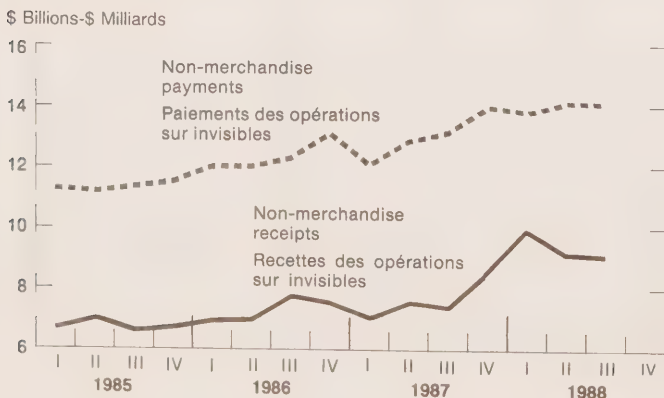 $ Billions-$ Milliards
16
Non-merchandise
payments
14
Paiements des opérations
sur invisibles
12
10
Non-merchandise
receipts
Recettes des opérations
sur invisibles
8
6
I II III IV I II III IV I II III IV I II III IV
1985 1986 1987 1988